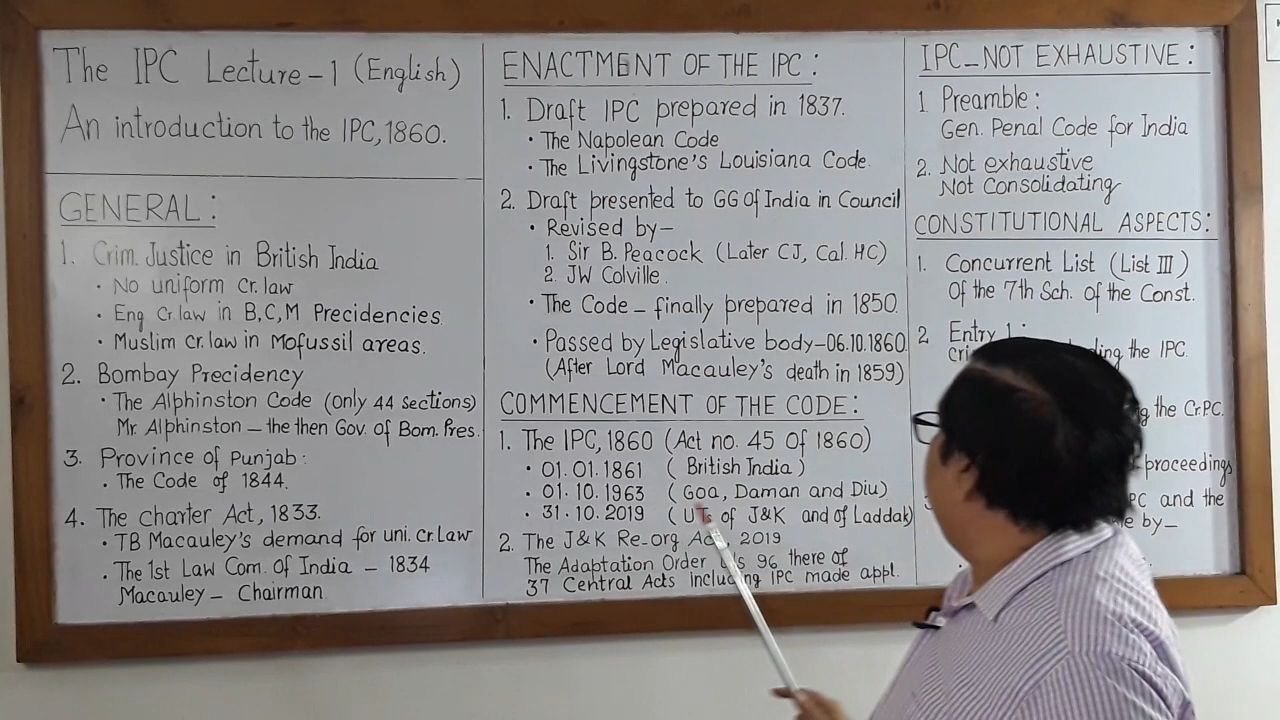 The IPC Lecture-1 (English)
An introduction to the IPC, 1860.
GENERAL:
1. Crim. Justice in British India
• No uniform Cr. law
• Eng Cr. law in B,C,M Precidencies.
• Muslim cr. law in Mofussil areas.
2. Bombay Precidency
• The Alphinston Code (only 44 sections)
Mr. Alphinston – the then Gov. of Bom. Pres.
3. Province of Punjab:
• The Code of 1844.
4. The charter Act, 1833.
• TB Macauley's demand for uni. cr. Law
• The 1st Law Com. of India – 1834
Macauley – Chairman
ENACTMENT OF THE IPC:
1. Draft IPC prepared in 1837.
• The Napolean Code
• The Livingstone's Louisiana Code.
2. Draft presented to GG of India in Council
• Revised by–
1. Sir B. Peacock (Later CJ, Cal. HC)
2. JW Colville.
• The Code – finally prepared in 1850.
• Passed by Legislative body–06.10.1860.
(After Lord Macauley's death in 1859)
COMMENCEMENT OF THE CODE:
1. The IPC, 1860 (Act no. 45 of 1860)
• 01.01.1861 (British India)
• 01.10.1963 (Goa, Daman and Diu)
• 31.10.2019 (UTs of J&K and of Laddak)
2. The J&K Re-org Act, 2019
The Adaptation Order 96 there of
37 Central Acts including IPC made appl.
IPC–NOT EXHAUSTIVE:
1 Preamble:
Gen. Penal Code for India
2. Not exhaustive
Not Consolidating
CONSTITUTIONAL ASPECTS:
1. Concurrent List (List III)
Of the 7th Sch. of the Const.
2 Entry 1:
the IPC.
the Cr.PC.
proceedings
and the
by–